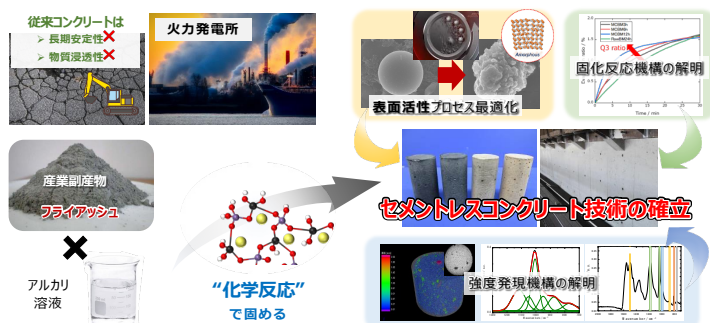 従来コンクリートは
➢ 長期安定性
➢ 物質浸透性
火力発電所
産業副産物
フライアッシュ
アルカリ
溶液
“化学反応”
で固める
Amorphous
表面活性プロセス最適化
Q3 ratio
固化反応機構の解明
Time / min
セメントレスコンクリート技術の確立
強度発現機構の解明